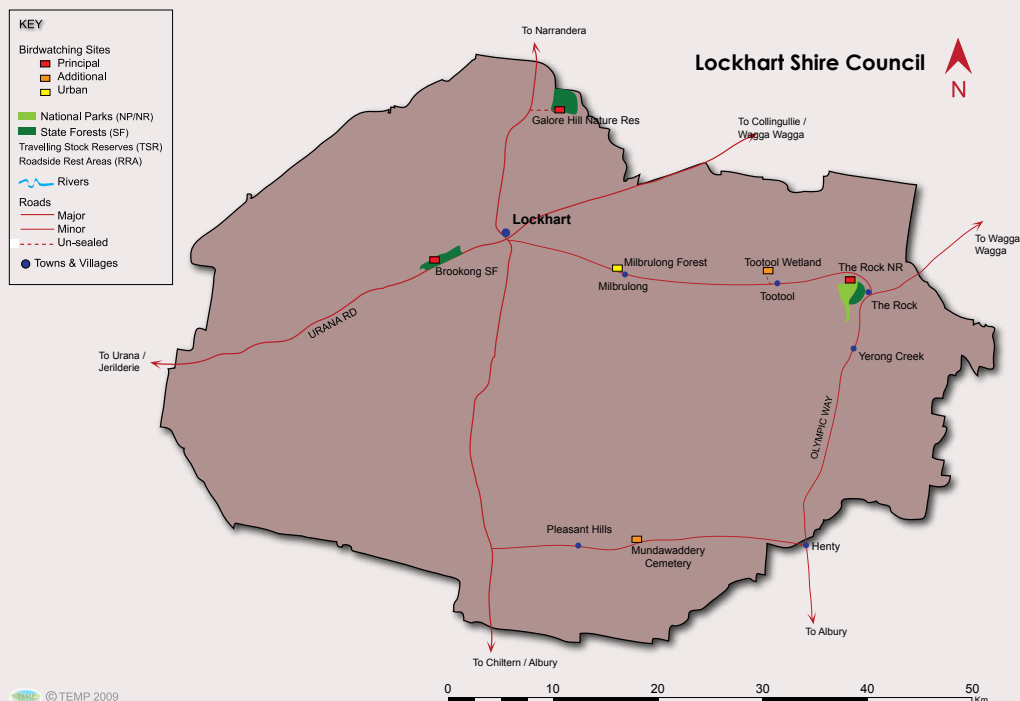 KEY
Birdwatching Sites
Principal
Additional
Urban
National Parks (NP/NR)
State Forests (SF)
Travelling Stock Reserves (TSR)
Roadside Rest Areas (RRA)
Rivers
Roads
Major
Minor
Un-sealed
Towns & Villages
Lockhart Shire Council
N
To Narrandera
Galore Hill Nature Res
To Collingullie /
Wagga Wagga
Lockhart
To Wagga
Wagga
Brookong SF
Milbrulong Forest
Milbrulong
Tootool Wetland
Tootool
The Rock NR
The Rock
URANA RD
To Urana /
Jerilderie
Yerong Creek
OLYMPIC WAY
Pleasant Hills
Mundawaddery
Cemetery
Henty
To Albury
To Chiltern / Albury
© TEMP 2009
0 10 20 30 40 50
Km